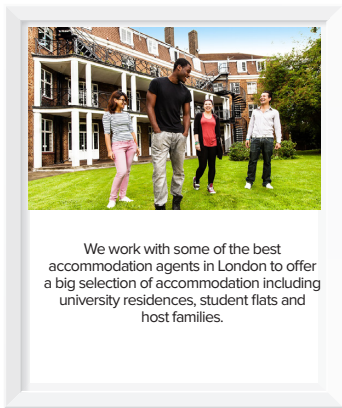 We work with some of the best
accommodation agents in London to offer
a big selection of accommodation including
university residences, student flats and
host families.